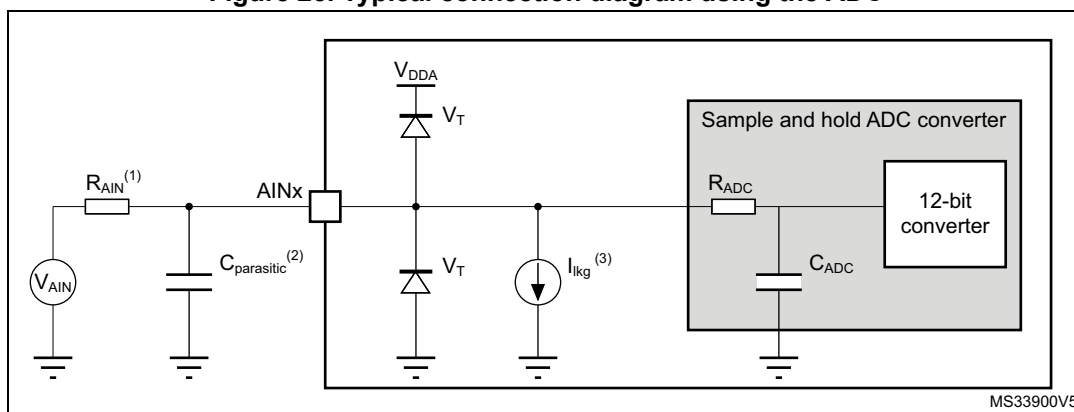 Figure 26. Typical connection diagram using the ADC
V_DDA
V_T
Sample and hold ADC converter
R_AIN(1)
AINx
R_ADC
12-bit
converter
C_parasitic(2)
V_T
I_lkg(3)
C_ADC
V_AIN
MS33900V5